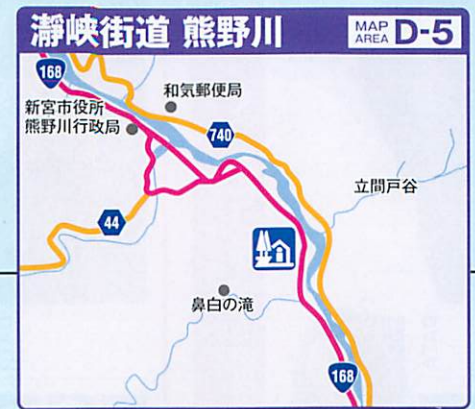 瀞峡街道 熊野川
MAP
AREA D-5
168
和気郵便局
新宮市役所
熊野川行政局
740
立間戸谷
44
鼻白の滝
168